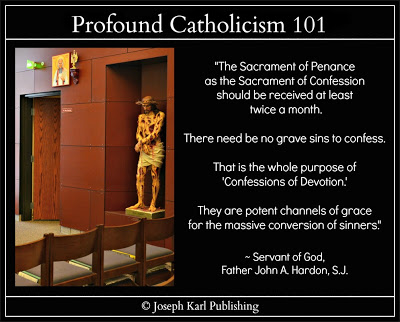 Profound Catholicism 101
"The Sacrament of Penance
as the Sacrament of Confession
should be received at least
twice a month.
There need be no grave sins to confess.
That is the whole purpose of
'Confessions of Devotion.'
They are potent channels of grace
for the massive conversion of sinners."
~ Servant of God,
Father John A. Hardon, S.J.
© Joseph Karl Publishing